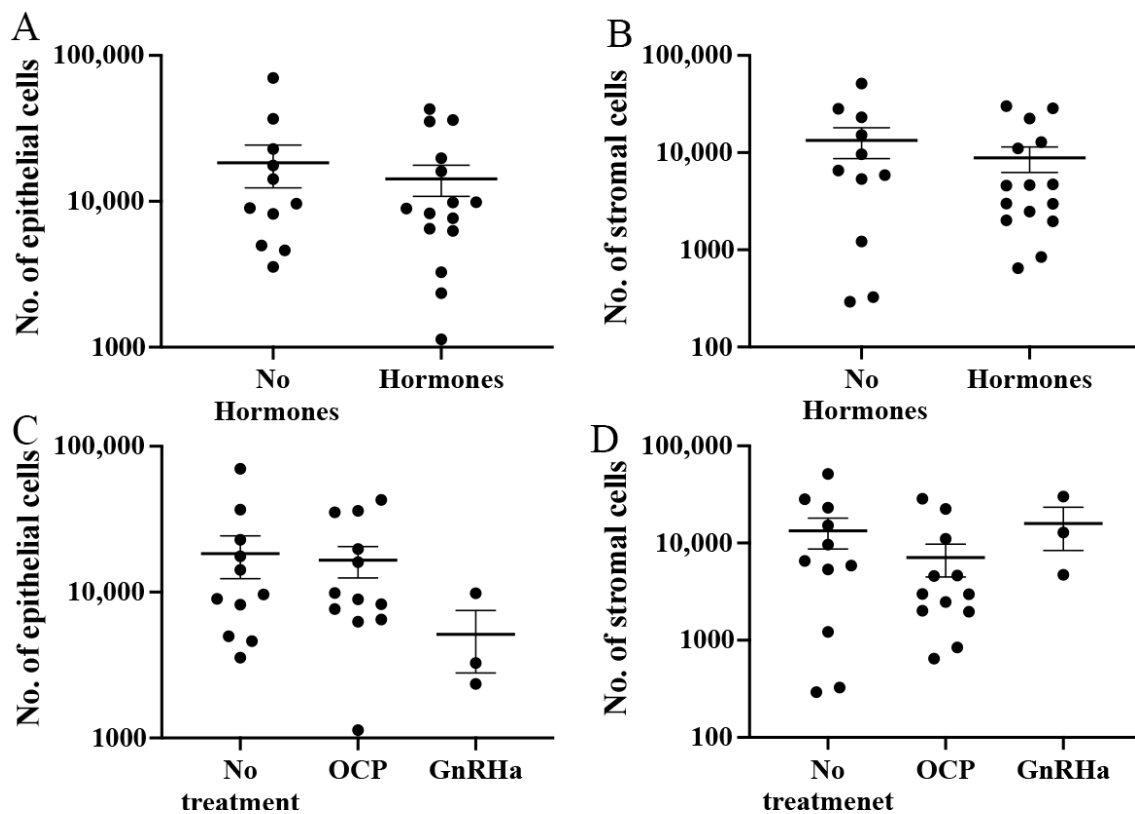 A
No. of epithelial cells
100,000
10,000
1000
No
Hormones
Hormones
B
No. of stromal cells
100,000
10,000
1000
100
No
Hormones
Hormones
C
No. of epithelial cells
100,000
10,000
1000
No
treatment
OCP
GnRHa
D
No. of stromal cells
100,000
10,000
1000
100
No
treatmenet
OCP
GnRHa